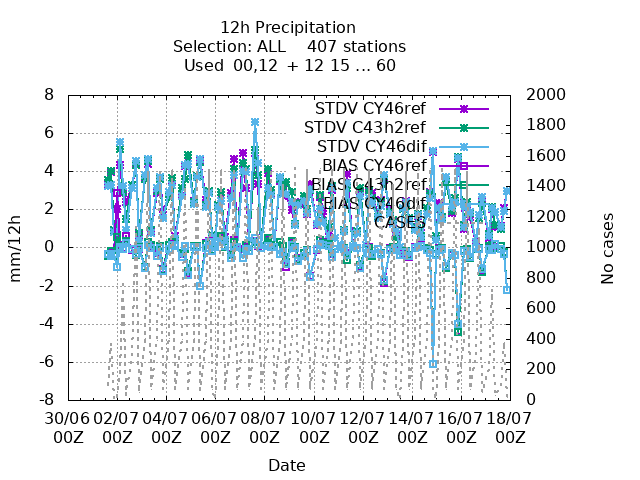 12h Precipitation
Selection: ALL    407 stations
Used  00,12  + 12 15 ... 60
8
6
4
2
0
-2
-4
-6
-8
mm/12h
2000
1800
1600
1400
1200
1000
800
600
400
200
0
No cases
STDV CY46ref
STDV C43h2ref
STDV CY46dif
BIAS CY46ref
BIAS C43h2ref
BIAS CY46dif
CASES
30/06 02/07 04/07 06/07 08/07 10/07 12/07 14/07 16/07 18/07
00Z 00Z 00Z 00Z 00Z 00Z 00Z 00Z 00Z 00Z
Date